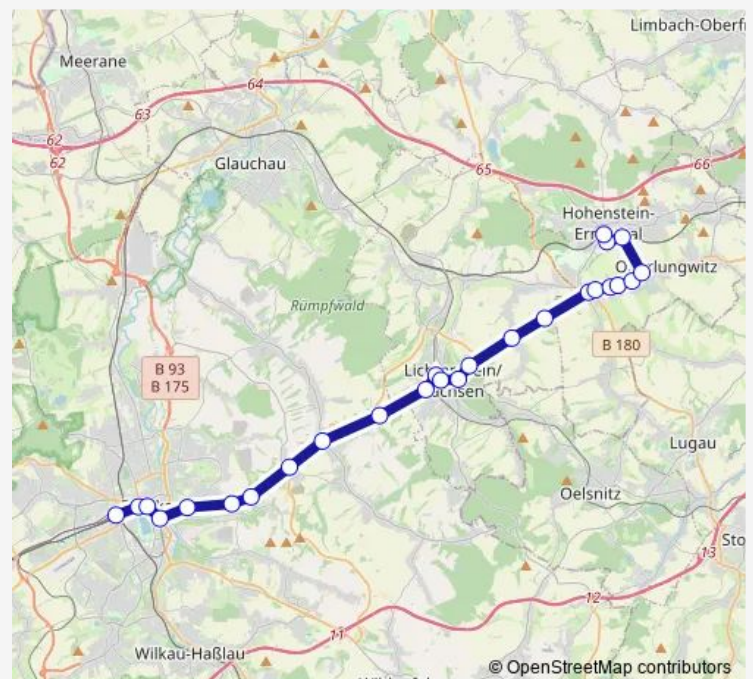 Limbach-Oberf
Meerane
64
63
62
62
Glauchau
65
66
Hohenstein-
Rümpfwald
B 93
B 175
B 180
Lugau
Oelsnitz
Sto
13
12
11
Wilkau-Haßlau
© OpenStreetMap contributors